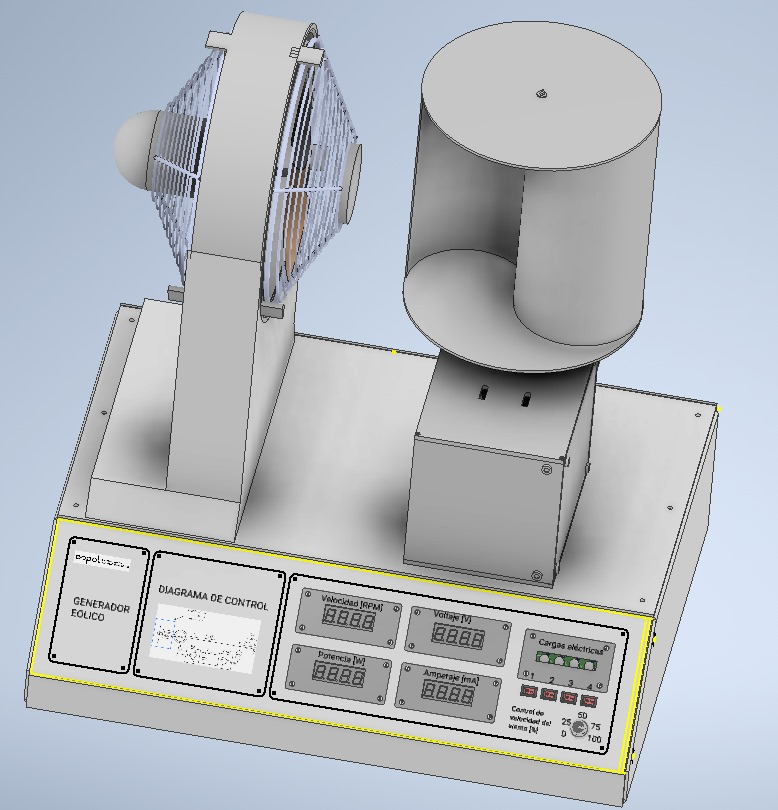 GENERADOR
EOLICO
DIAGRAMA DE CONTROL
Velocidad [RPM]
Voltaje [V]
Potencia [W]
Amperaje [mA]
Cargas eléctricas
1 2 3 4
Control de
velocidad del
viento [%]
0 25 50 75 100